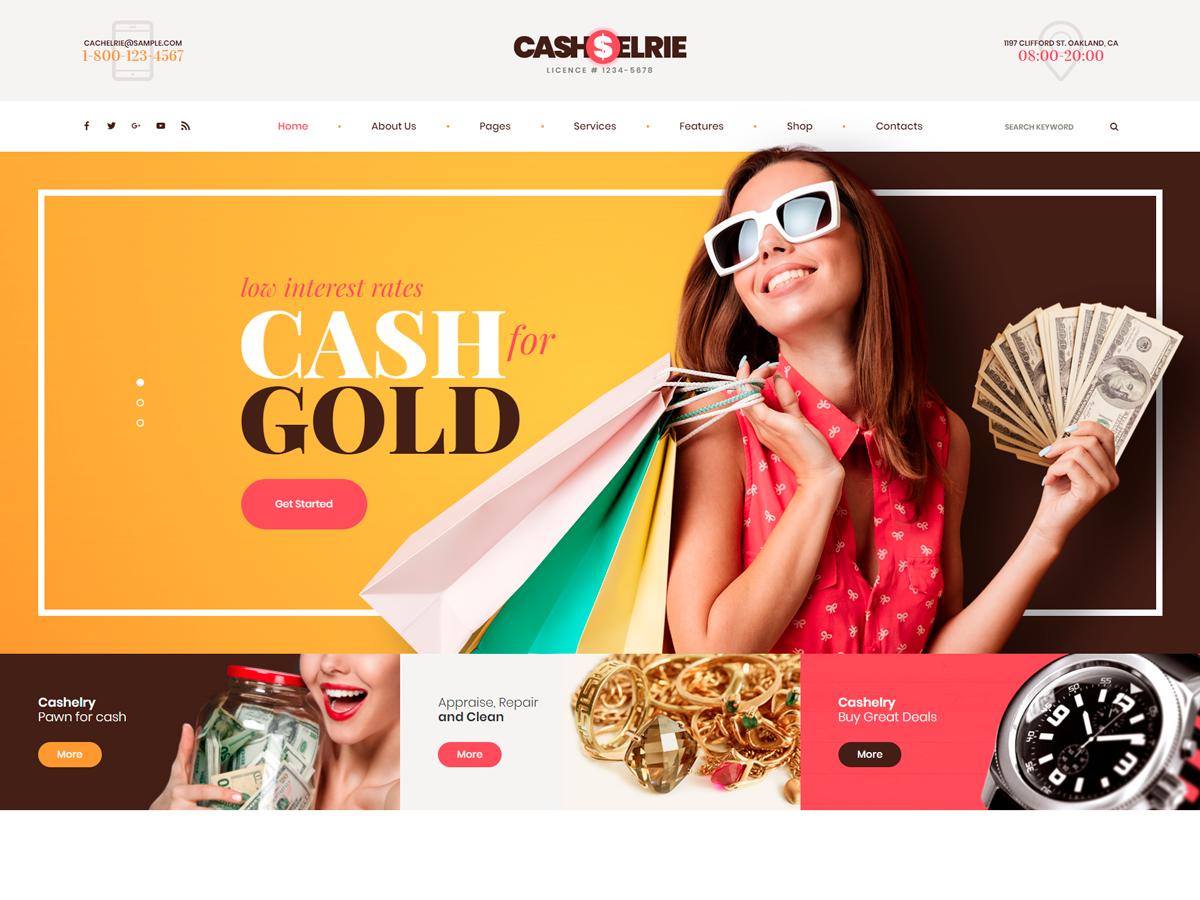 CACHELRIE@SAMPLE.COM
1-800-123-4567
CASH$ELRIE
LICENCE # 1234-5678
1197 CLIFFORD ST. OAKLAND, CA
08:00-20:00
Home
About Us
Pages
Services
Features
Shop
Contacts
SEARCH KEYWORD
low interest rates
CASH for
GOLD
Get Started
Cashelry
Pawn for cash
More
Appraise, Repair
and Clean
More
Cashelry
Buy Great Deals
More